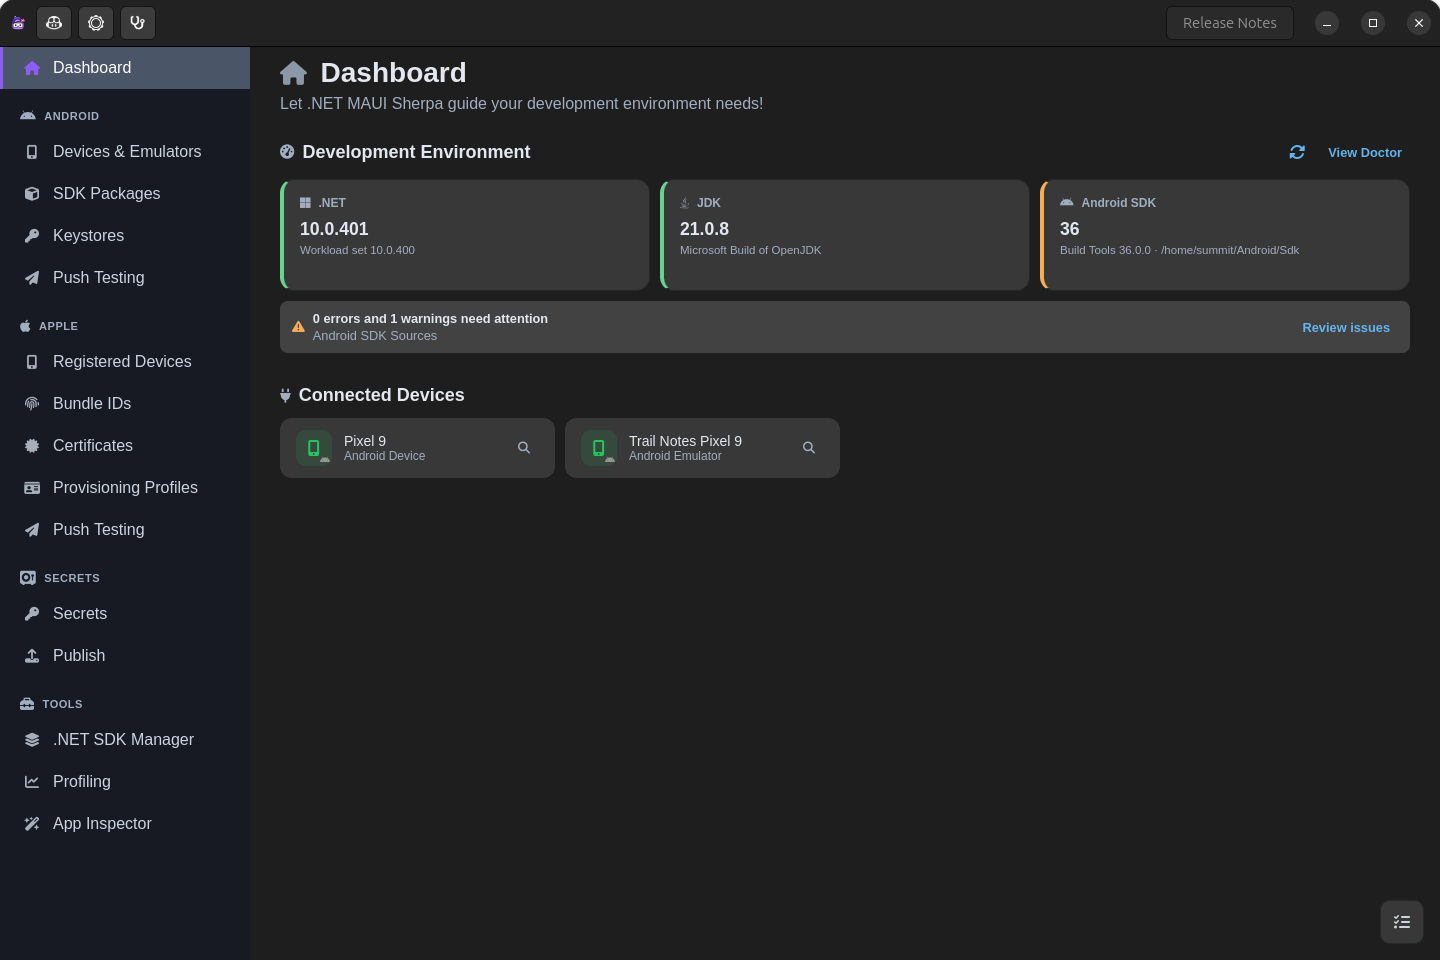 Release Notes
Dashboard
ANDROID
Devices & Emulators
SDK Packages
Keystores
Push Testing
APPLE
Registered Devices
Bundle IDs
Certificates
Provisioning Profiles
Push Testing
SECRETS
Secrets
Publish
TOOLS
.NET SDK Manager
Profiling
App Inspector
Dashboard
Let .NET MAUI Sherpa guide your development environment needs!
Development Environment
View Doctor
.NET
10.0.401
Workload set 10.0.400
JDK
21.0.8
Microsoft Build of OpenJDK
Android SDK
36
Build Tools 36.0.0 · /home/summit/Android/Sdk
0 errors and 1 warnings need attention
Android SDK Sources
Review issues
Connected Devices
Pixel 9
Android Device
Trail Notes Pixel 9
Android Emulator